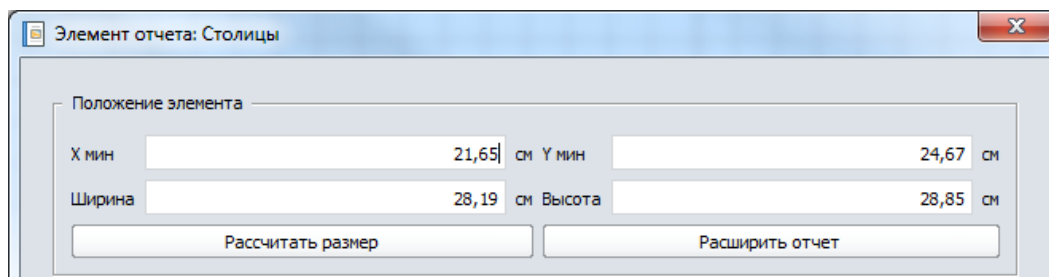 Элемент отчета: Столицы
Положение элемента
X мин 21,65 см Y мин 24,67 см
Ширина 28,19 см Высота 28,85 см
Рассчитать размер Расширить отчет